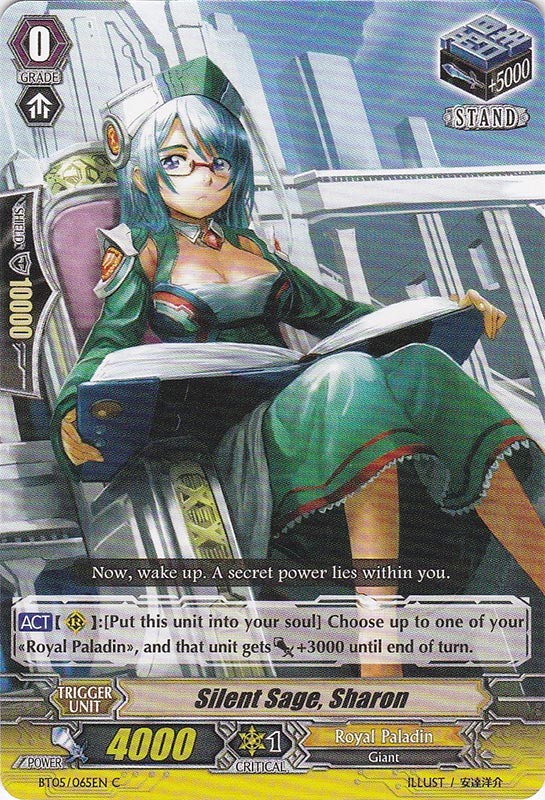 0
GRADE
+5000
STAND
SHIELD
10000
Now, wake up. A secret power lies within you.
ACT【 R 】:[Put this unit into your soul] Choose up to one of your
«Royal Paladin», and that unit gets +3000 until end of turn.
TRIGGER
UNIT
Silent Sage, Sharon
POWER
4000
1
CRITICAL
Royal Paladin
Giant
BT05/065EN C
ILLUST / 安達洋介